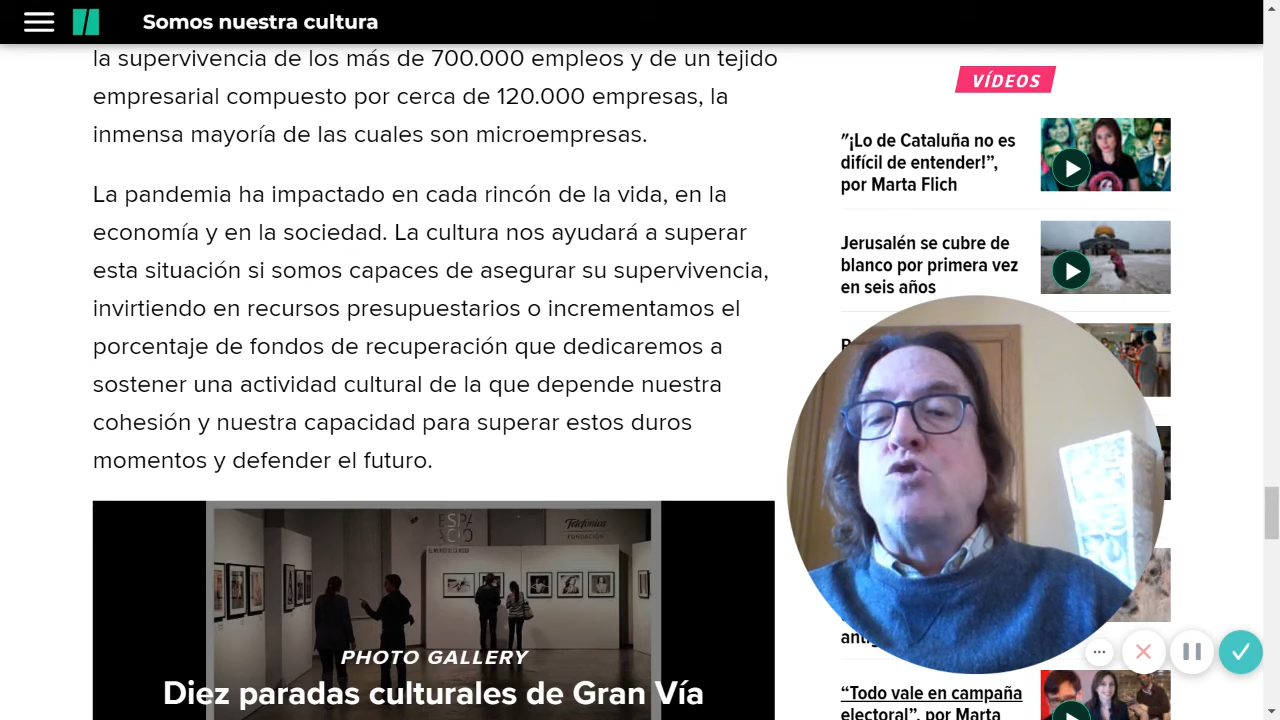 Somos nuestra cultura
la supervivencia de los más de 700.000 empleos y de un tejido
empresarial compuesto por cerca de 120.000 empresas, la
inmensa mayoría de las cuales son microempresas.
La pandemia ha impactado en cada rincón de la vida, en la
economía y en la sociedad. La cultura nos ayudará a superar
esta situación si somos capaces de asegurar su supervivencia,
invirtiendo en recursos presupuestarios o incrementamos el
porcentaje de fondos de recuperación que dedicaremos a
sostener una actividad cultural de la que depende nuestra
cohesión y nuestra capacidad para superar estos duros
momentos y defender el futuro.
ESPACIO
Telefónica
FUNDACIÓN
PHOTO GALLERY
Diez paradas culturales de Gran Vía
VÍDEOS
"¡Lo de Cataluña no es
difícil de entender!”,
por Marta Flich
Jerusalén se cubre de
blanco por primera vez
en seis años
“Todo vale en campaña
electoral”, por Marta